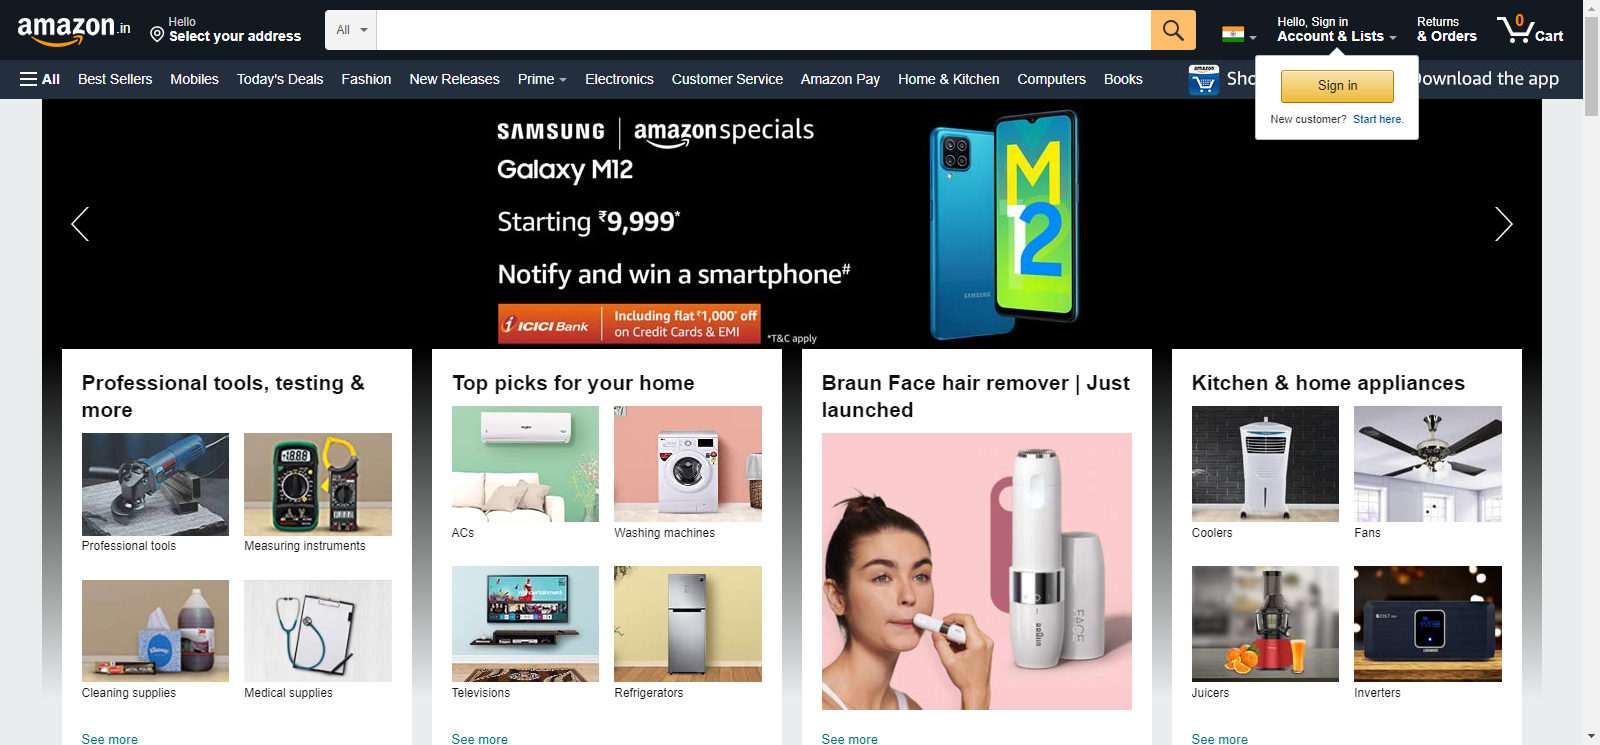 amazon.in
Hello
Select your address
All
Hello, Sign in
Account & Lists
Returns
& Orders
0
Cart
All
Best Sellers
Mobiles
Today's Deals
Fashion
New Releases
Prime
Electronics
Customer Service
Amazon Pay
Home & Kitchen
Computers
Books
amazon
Sho
Download the app
Sign in
New customer? Start here.
SAMSUNG | amazonspecials
Galaxy M12
Starting ₹9,999*
Notify and win a smartphone#
ICICI Bank
Including flat ₹1,000* off
on Credit Cards & EMI
*T&C apply
SAMSUNG
M
12
Professional tools, testing &
more
Professional tools
Measuring instruments
Cleaning supplies
Medical supplies
See more
Top picks for your home
ACs
Washing machines
Televisions
Refrigerators
See more
Braun Face hair remover | Just
launched
BRAUN
FACE
See more
Kitchen & home appliances
Coolers
Fans
Juicers
Inverters
See more